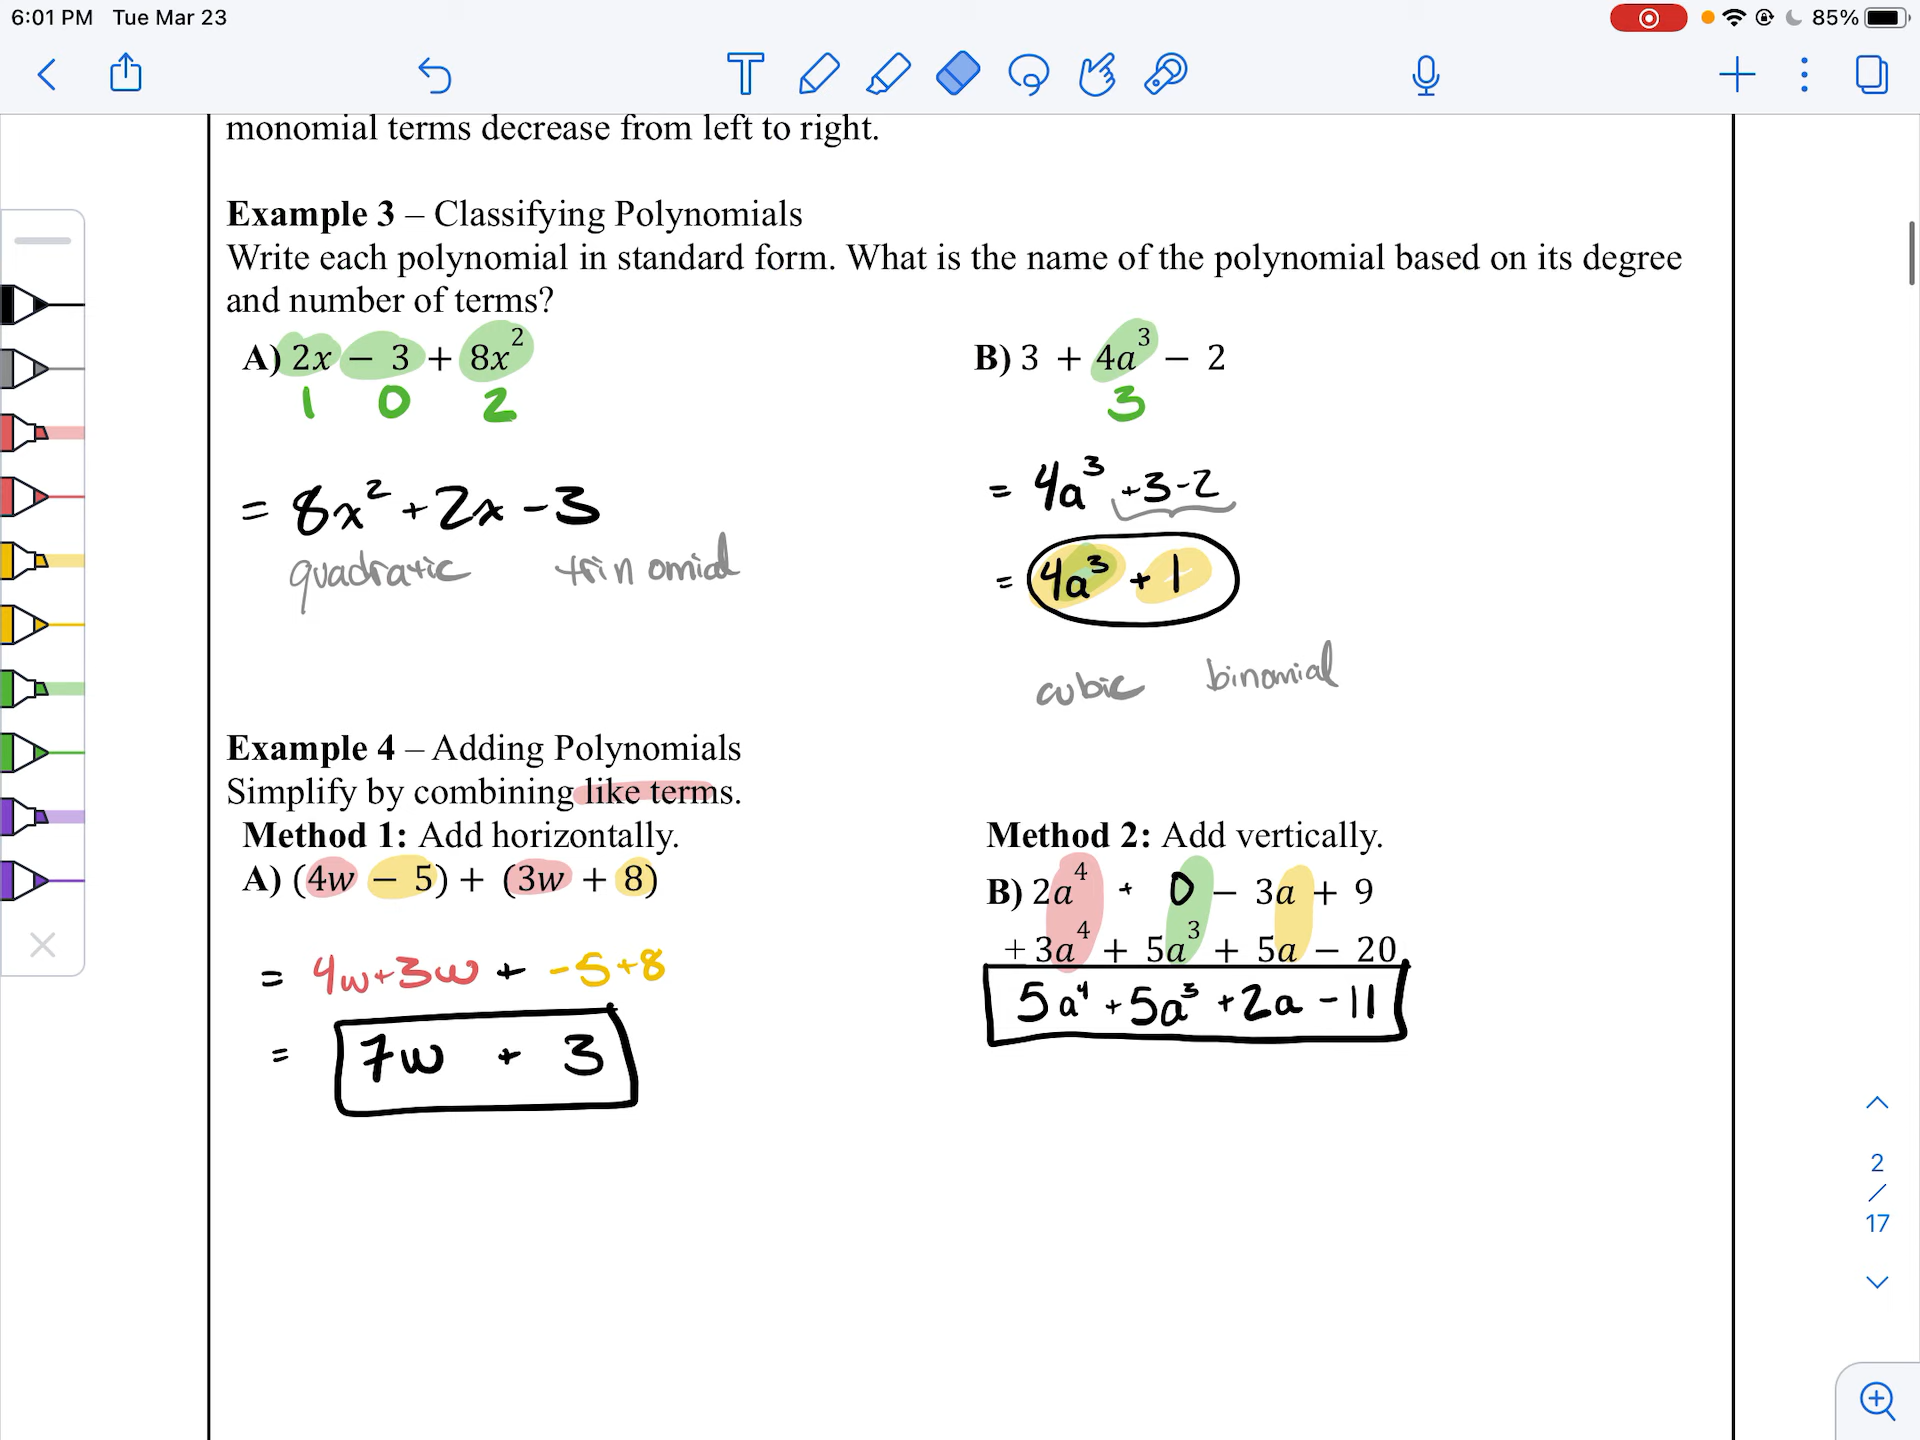 6:01 PM Tue Mar 23 85%
T
monomial terms decrease from left to right.
Example 3 – Classifying Polynomials
Write each polynomial in standard form. What is the name of the polynomial based on its degree
and number of terms?
A) 2x − 3 + 8x²
B) 3 + 4a³ − 2
1 0 2
3
= 8x² + 2x − 3
= 4a³ + 3 - 2
quadratic trinomial
= 4a³ + 1
cubic binomial
Example 4 – Adding Polynomials
Simplify by combining like terms.
Method 1: Add horizontally.
Method 2: Add vertically.
A) (4w − 5) + (3w + 8)
B) 2a⁴ + 0 − 3a + 9
+ 3a⁴ + 5a³ + 5a − 20
= 4w+3w + -5+8
5a⁴ + 5a³ + 2a − 11
= 7w + 3
2
/
17